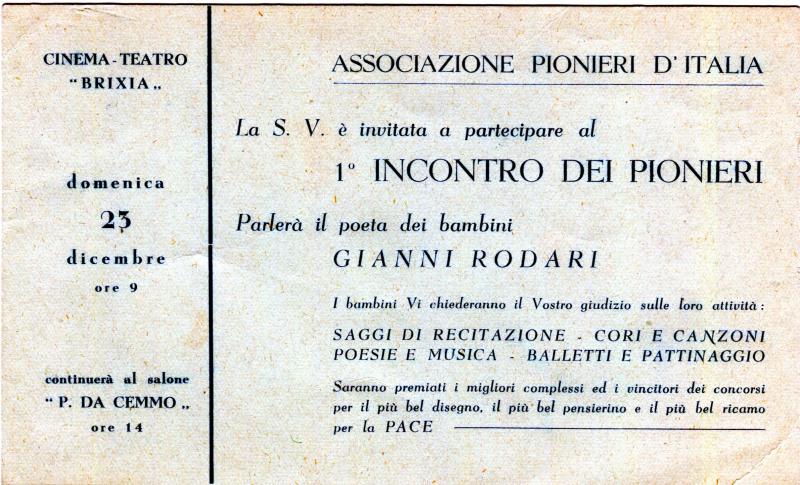 CINEMA-TEATRO
"BRIXIA„
domenica
23
dicembre
ore 9
continuerà al salone
"P. DA CEMMO„
ore 14
ASSOCIAZIONE PIONIERI D'ITALIA
La S. V. è invitata a partecipare al
1° INCONTRO DEI PIONIERI
Parlerà il poeta dei bambini
GIANNI RODARI
I bambini Vi chiederanno il Vostro giudizio sulle loro attività:
SAGGI DI RECITAZIONE - CORI E CANZONI
POESIE E MUSICA - BALLETTI E PATTINAGGIO
Saranno premiati i migliori complessi ed i vincitori dei concorsi
per il più bel disegno, il più bel pensierino e il più bel ricamo
per la PACE